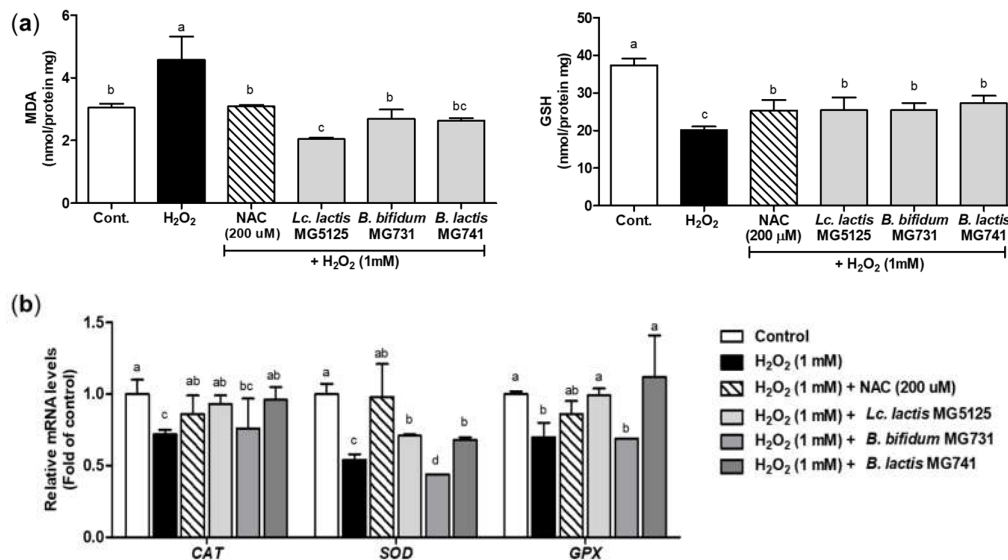 (a)
MDA
(nmol/protein mg)
6
4
2
0
b
a
b
c
b
bc
Cont.
H₂O₂
NAC
(200 uM)
Lc. lactis
MG5125
B. bifidum
MG731
B. lactis
MG741
+ H₂O₂ (1mM)
GSH
(nmol/protein mg)
50
40
30
20
10
0
a
c
b
b
b
b
Cont.
H₂O₂
NAC
(200 μM)
Lc. lactis
MG5125
B. bifidum
MG731
B. lactis
MG741
+ H₂O₂ (1mM)
(b)
Relative mRNA levels
(Fold of control)
1.5
1.0
0.5
0.0
a
c
ab
ab
bc
ab
a
c
ab
b
d
b
a
b
ab
a
b
a
CAT
SOD
GPX
Control
H₂O₂ (1 mM)
H₂O₂ (1 mM) + NAC (200 uM)
H₂O₂ (1 mM) + Lc. lactis MG5125
H₂O₂ (1 mM) + B. bifidum MG731
H₂O₂ (1 mM) + B. lactis MG741